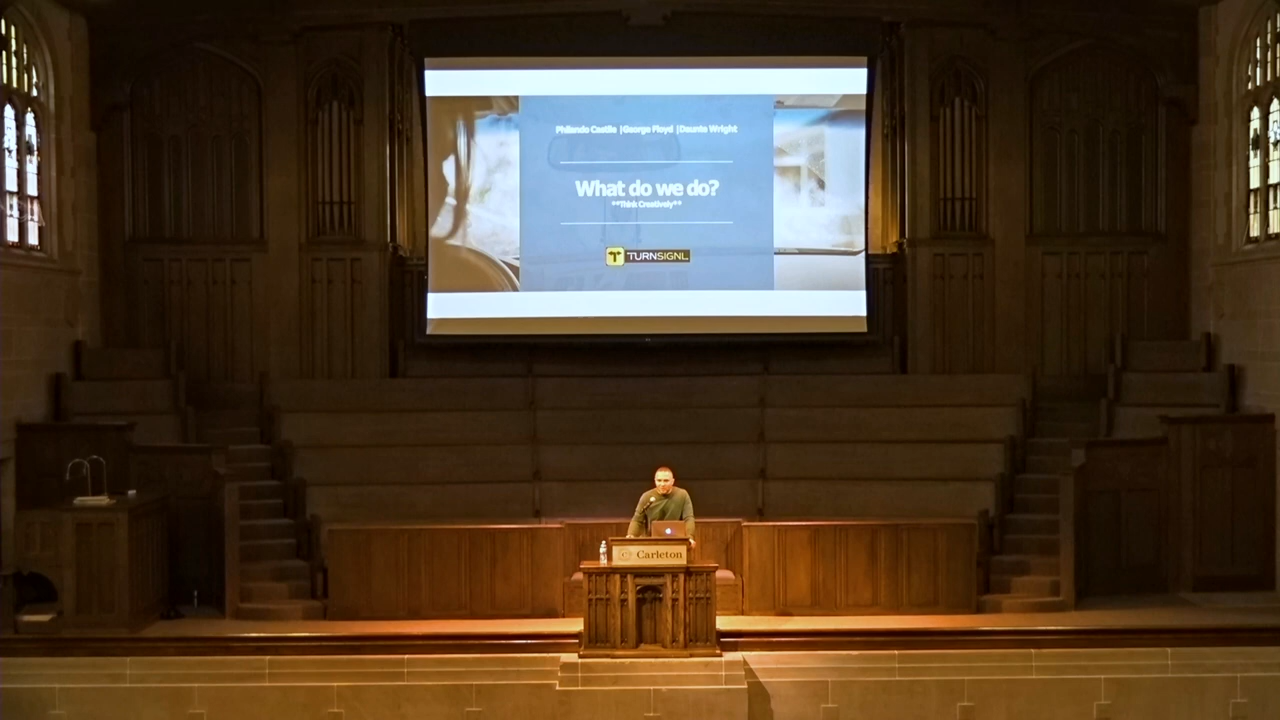 Philando Castile | George Floyd | Daunte Wright
What do we do?
**Think Creatively**
TURNSIGNL
Carleton